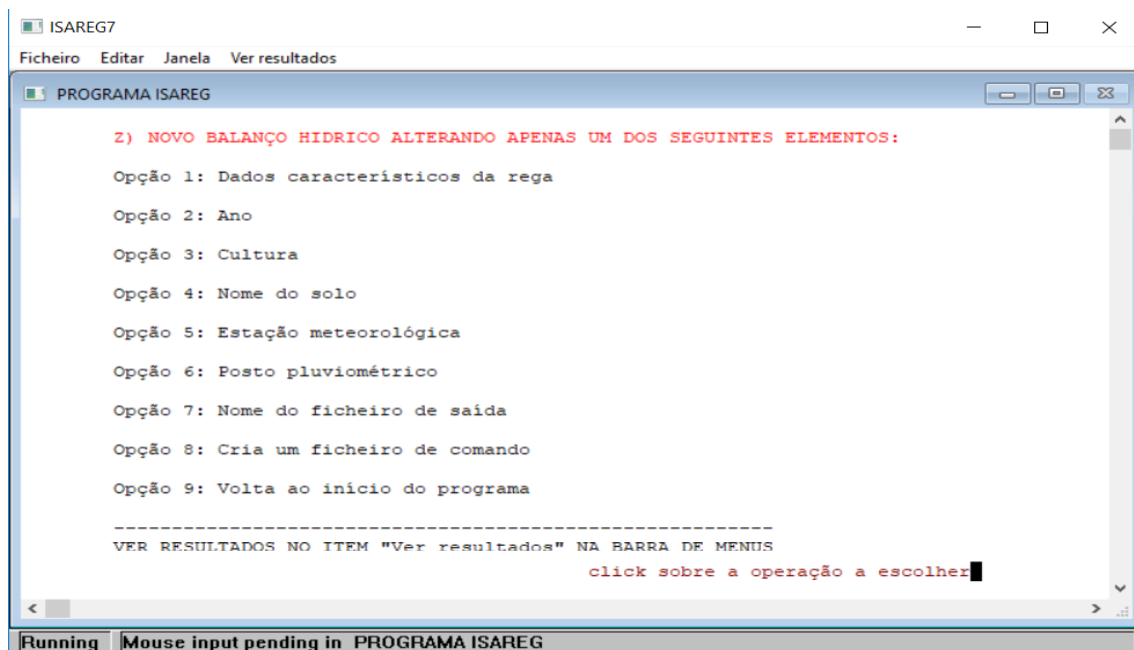 ISAREG7
Ficheiro Editar Janela Ver resultados
PROGRAMA ISAREG
Z) NOVO BALANÇO HIDRICO ALTERANDO APENAS UM DOS SEGUINTES ELEMENTOS:
Opção 1: Dados característicos da rega
Opção 2: Ano
Opção 3: Cultura
Opção 4: Nome do solo
Opção 5: Estação meteorológica
Opção 6: Posto pluviométrico
Opção 7: Nome do ficheiro de saída
Opção 8: Cria um ficheiro de comando
Opção 9: Volta ao início do programa
---------------------------------------------------------
VER RESULTADOS NO ITEM "Ver resultados" NA BARRA DE MENUS
click sobre a operação a escolher
Running Mouse input pending in PROGRAMA ISAREG